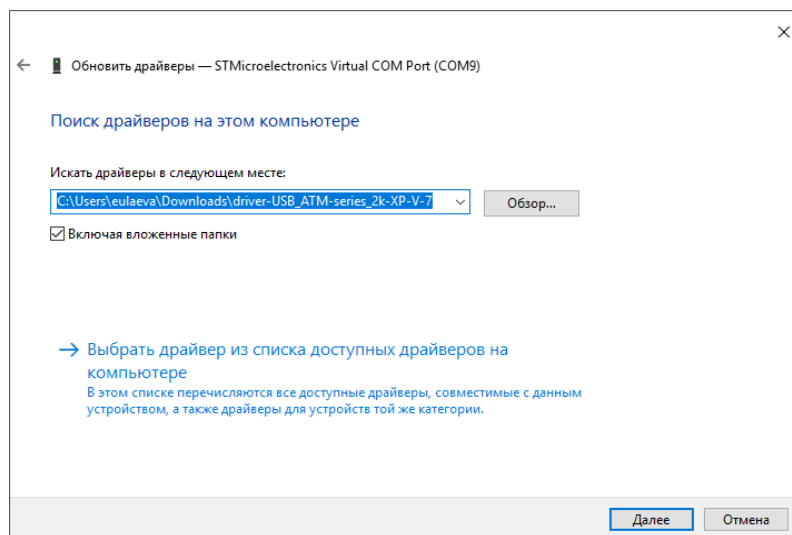 Обновить драйверы — STMicroelectronics Virtual COM Port (COM9)
Поиск драйверов на этом компьютере
Искать драйверы в следующем месте:
C:\Users\eulaeva\Downloads\driver-USB_ATM-series_2k-XP-V-7
Обзор...
Включая вложенные папки
Выбрать драйвер из списка доступных драйверов на
компьютере
В этом списке перечисляются все доступные драйверы, совместимые с данным
устройством, а также драйверы для устройств той же категории.
Далее
Отмена